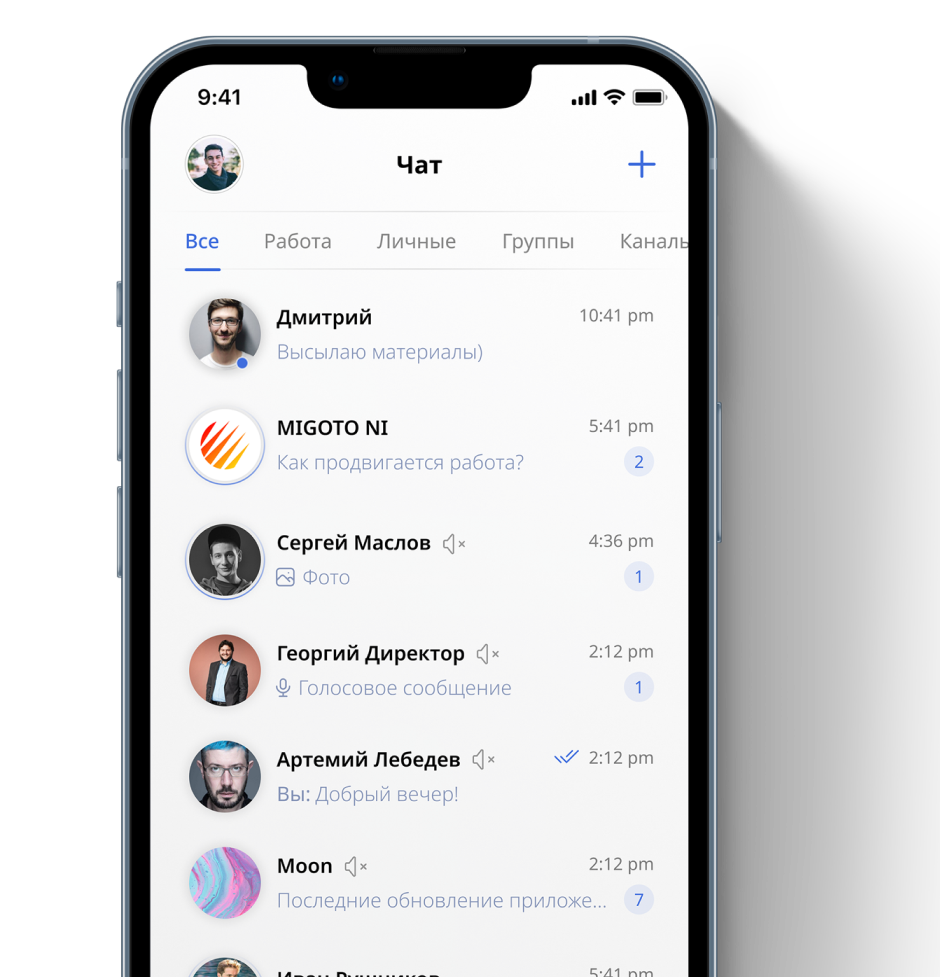 9:41
Чат
Все Работа Личные Группы
Дмитрий 10:41 pm
Высылаю материалы)
MIGOTO NI 5:41 pm
Как продвигается работа? 2
Сергей Маслов 4:36 pm
Фото 1
Георгий Директор 2:12 pm
Голосовое сообщение 1
Артемий Лебедев 2:12 pm
Вы: Добрый вечер!
Moon 2:12 pm
Последние обновление приложе... 7
Иван Рушников 5:41 pm